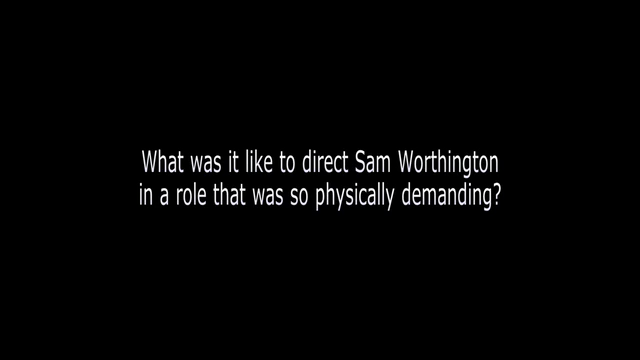 What was it like to direct Sam Worthington
in a role that was so physically demanding?